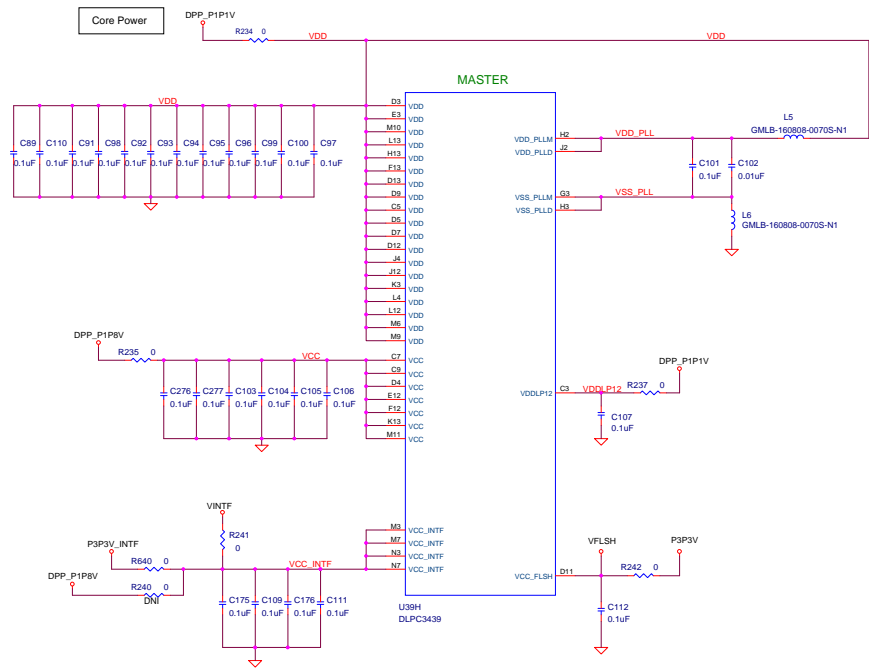 Core Power
DPP_P1P1V
R234 0
VDD
VDD
MASTER
VDD
C89 0.1uF
C110 0.1uF
C91 0.1uF
C98 0.1uF
C92 0.1uF
C93 0.1uF
C94 0.1uF
C95 0.1uF
C96 0.1uF
C99 0.1uF
C100 0.1uF
C97 0.1uF
D3 VDD
E3 VDD
M10 VDD
L13 VDD
H13 VDD
F13 VDD
D13 VDD
D9 VDD
C5 VDD
D5 VDD
D7 VDD
D12 VDD
J4 VDD
J12 VDD
K3 VDD
L4 VDD
L12 VDD
M6 VDD
M9 VDD
VDD_PLLM H2
VDD_PLLD J2
VDD_PLL
L5
GMLB-160808-0070S-N1
C101 0.1uF
C102 0.01uF
VSS_PLLM G3
VSS_PLLD H3
VSS_PLL
L6
GMLB-160808-0070S-N1
DPP_P1P8V
R235 0
VCC
C276 0.1uF
C277 0.1uF
C103 0.1uF
C104 0.1uF
C105 0.1uF
C106 0.1uF
C7 VCC
C9 VCC
D4 VCC
E12 VCC
F12 VCC
K13 VCC
M11 VCC
DPP_P1P1V
VDDLP12 C3
VDDLP12
R237 0
C107
0.1uF
VINTF
R241
0
P3P3V_INTF
R640 0
DPP_P1P8V
R240 0
DNI
VCC_INTF
C175 0.1uF
C109 0.1uF
C176 0.1uF
C111 0.1uF
M3 VCC_INTF
M7 VCC_INTF
N3 VCC_INTF
N7 VCC_INTF
VFLSH
P3P3V
VCC_FLSH D11
R242 0
C112
0.1uF
U39H
DLPC3439